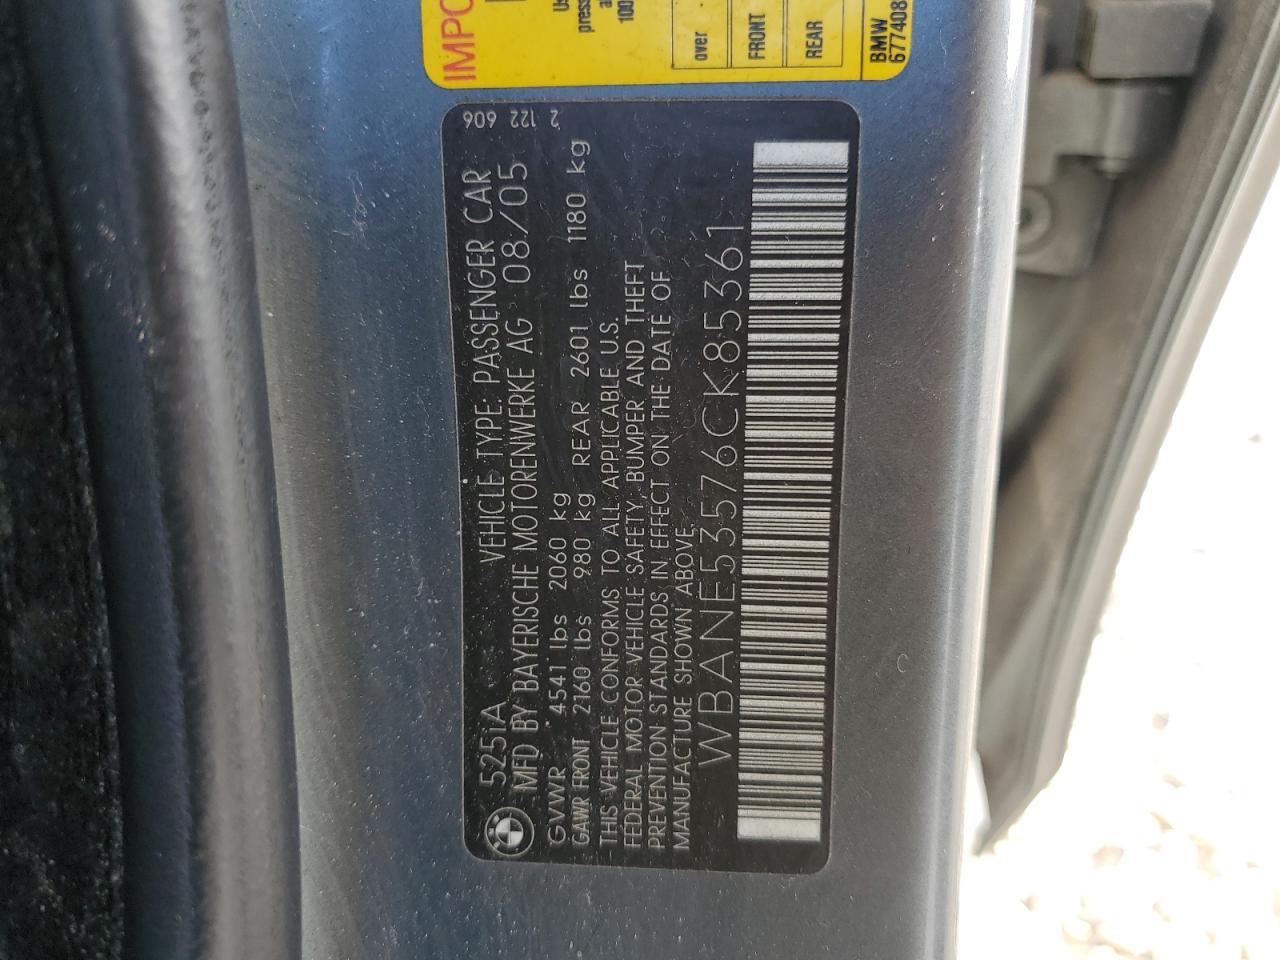 525iA VEHICLE TYPE: PASSENGER CAR
MFD BY BAYERISCHE MOTORENWERKE AG 08/05
GVWR 4541 lbs 2060 kg
GAWR FRONT 2160 lbs 980 kg REAR 2601 lbs 1180 kg
THIS VEHICLE CONFORMS TO ALL APPLICABLE U.S.
FEDERAL MOTOR VEHICLE SAFETY, BUMPER AND THEFT
PREVENTION STANDARDS IN EFFECT ON THE DATE OF
MANUFACTURE SHOWN ABOVE.
WBANE53576CK85361
2 122 606
over
FRONT
REAR
BMW